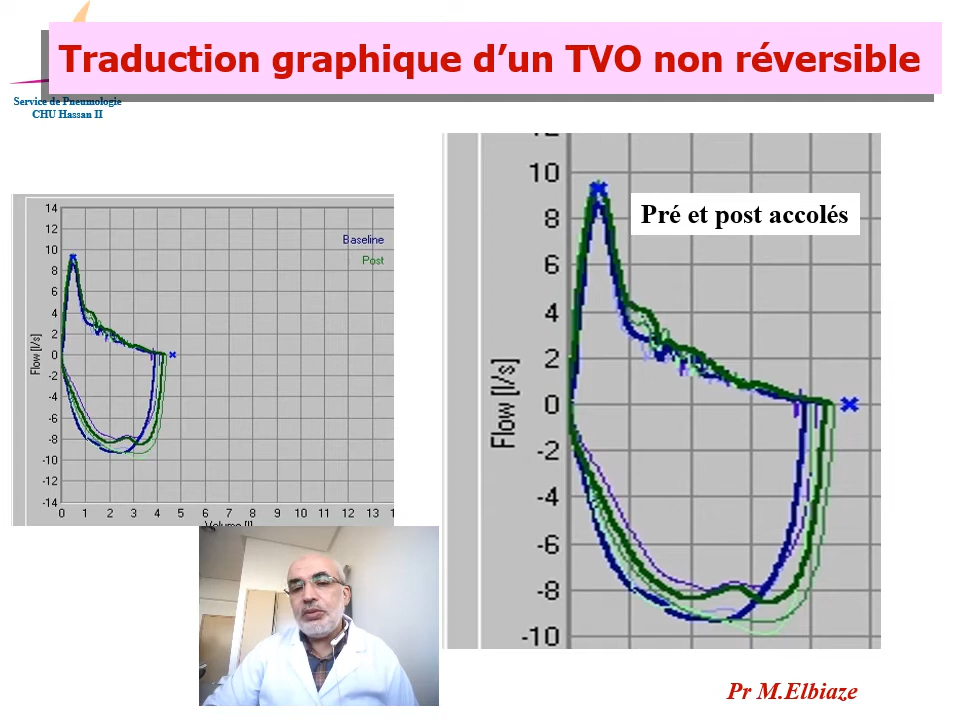 Traduction graphique d’un TVO non réversible
Service de Pneumologie
CHU Hassan II
14
12
10
8
6
4
2
0
-2
-4
-6
-8
-10
-12
-14
Flow [l/s]
Baseline
Post
0 1 2 3 4 5 6 7 8 9 10 11 12 13
Volume [l]
10
8
6
4
2
0
-2
-4
-6
-8
-10
Flow [l/s]
Pré et post accolés
Pr M.Elbiaze